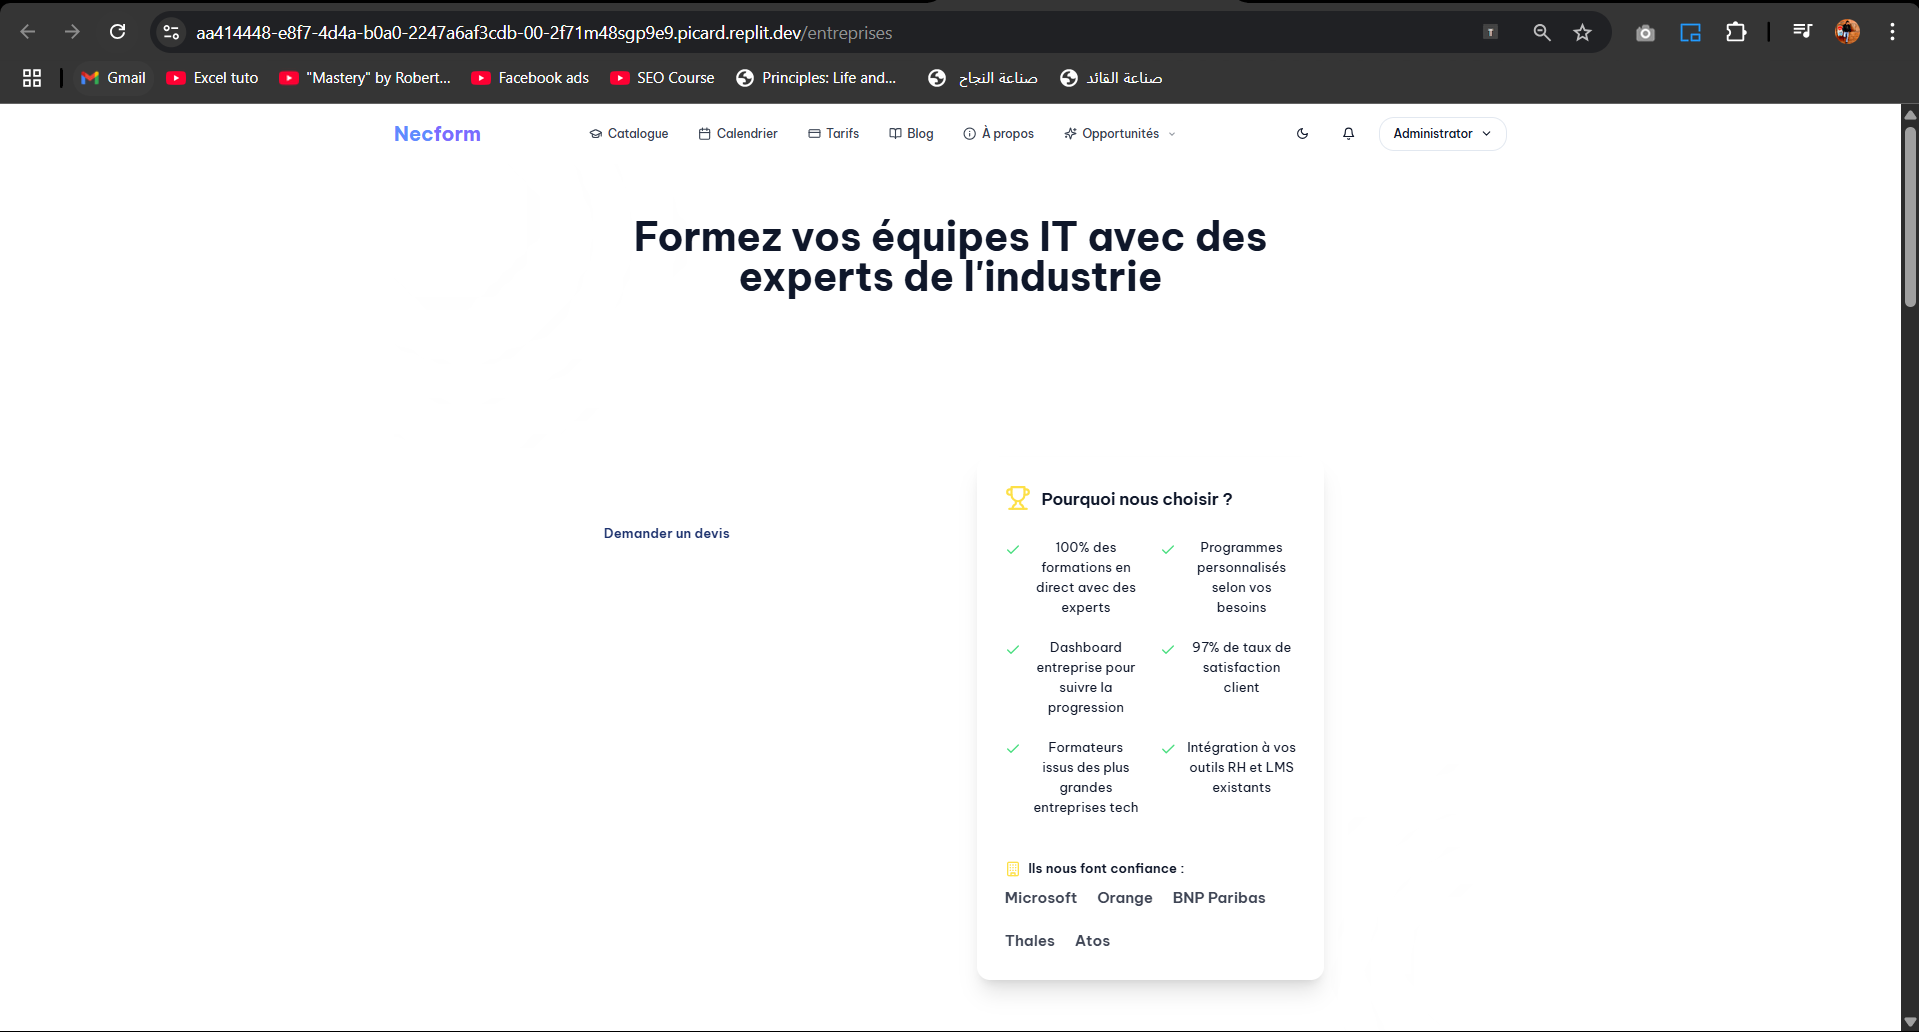 aa414448-e8f7-4d4a-b0a0-2247a6af3cdb-00-2f71m48sgp9e9.picard.replit.dev/entreprises
T
Gmail
Excel tuto
"Mastery" by Robert...
Facebook ads
SEO Course
Principles: Life and...
صناعة النجاح
صناعة القائد
Necform
Catalogue
Calendrier
Tarifs
Blog
À propos
Opportunités
Administrator
Formez vos équipes IT avec des
experts de l'industrie
Demander un devis
Pourquoi nous choisir ?
100% des
formations en
direct avec des
experts
Programmes
personnalisés
selon vos
besoins
Dashboard
entreprise pour
suivre la
progression
97% de taux de
satisfaction
client
Formateurs
issus des plus
grandes
entreprises tech
Intégration à vos
outils RH et LMS
existants
Ils nous font confiance :
Microsoft Orange BNP Paribas
Thales Atos